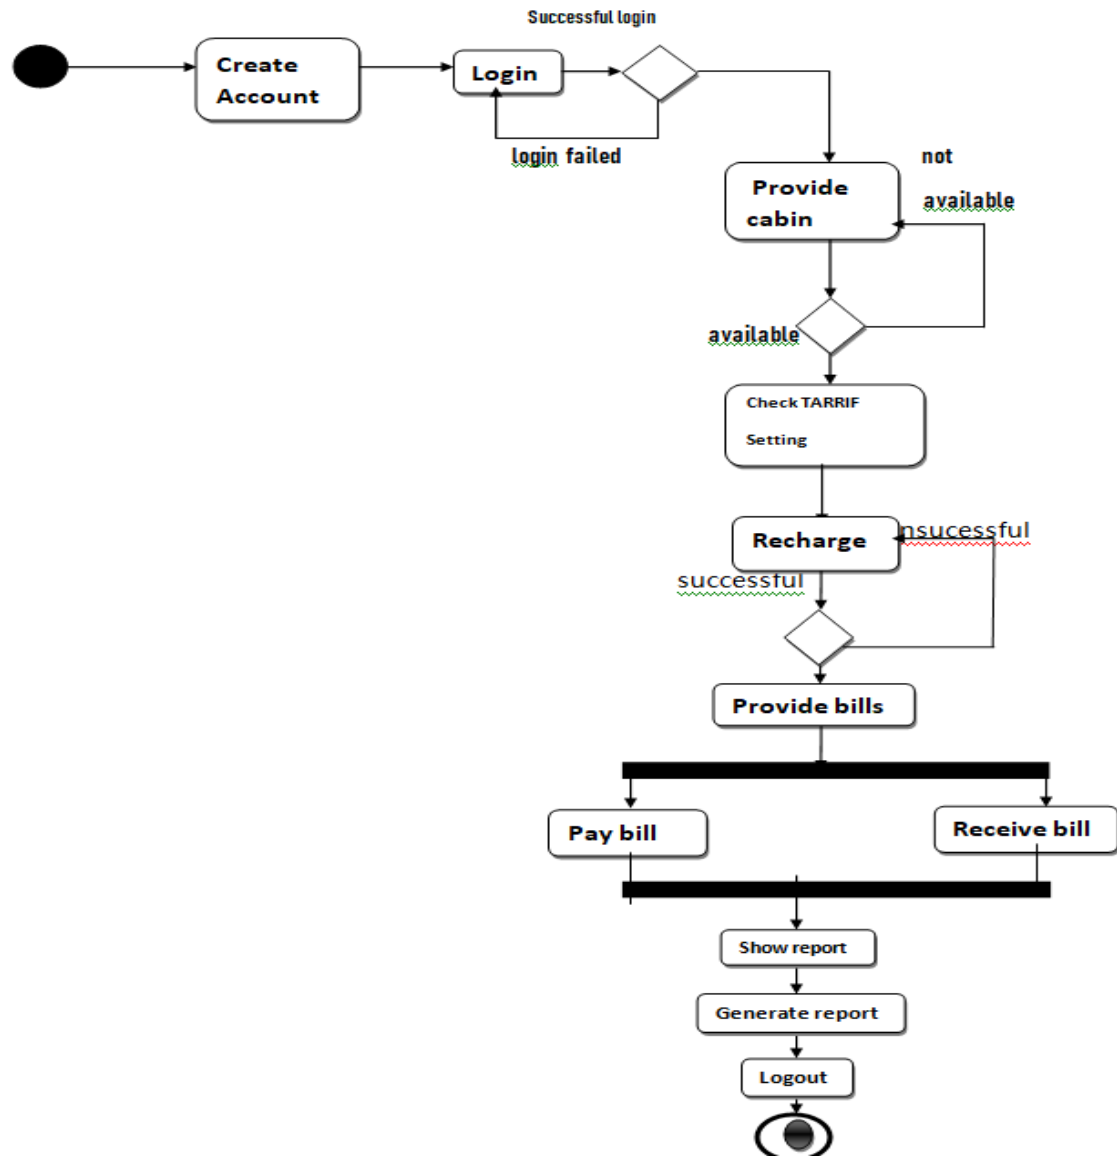 Successful login
Create
Account
Login
login failed
Provide
cabin
not
available
available
Check TARRIF
Setting
Recharge
nsucessful
successful
Provide bills
Pay bill
Receive bill
Show report
Generate report
Logout